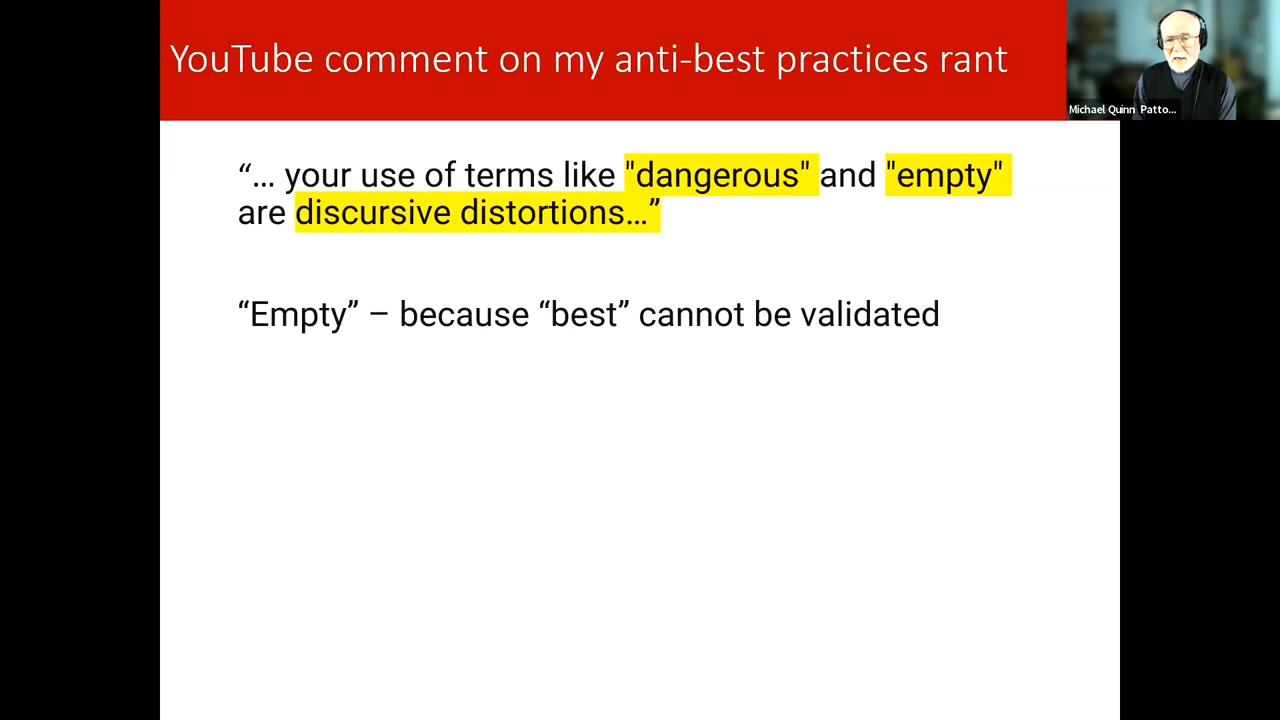 YouTube comment on my anti-best practices rant
Michael Quinn Patto...
“… your use of terms like "dangerous" and "empty"
are discursive distortions…”
“Empty” – because “best” cannot be validated